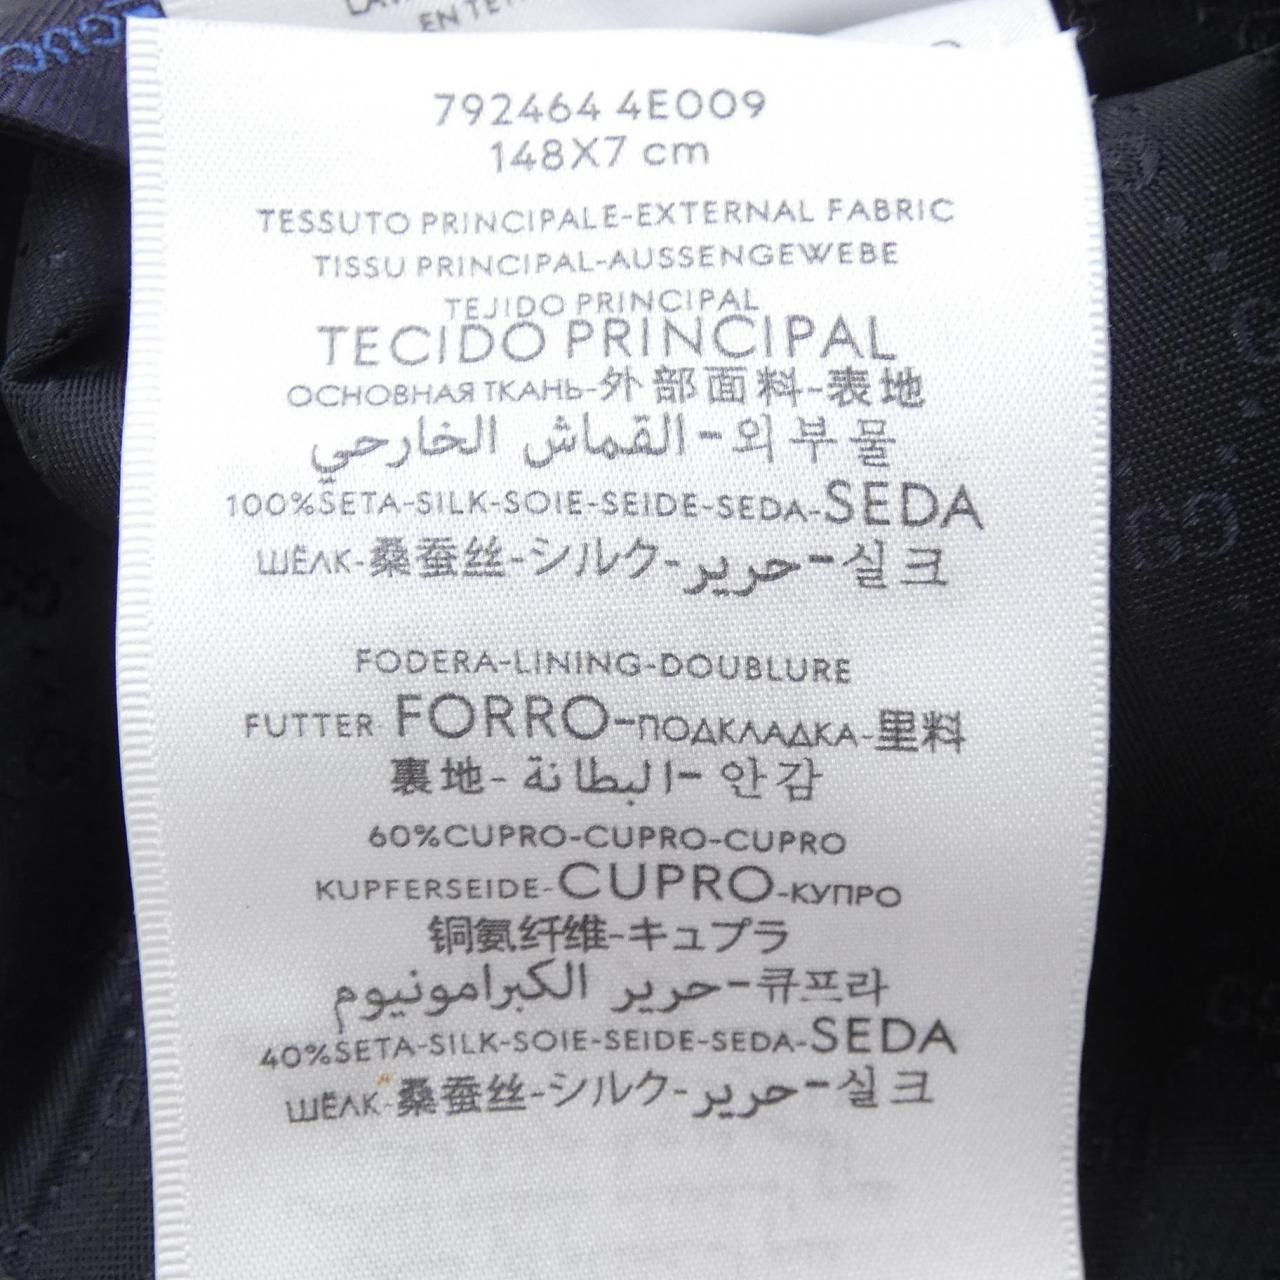 EN TE
792464 4E009
148X7 cm
TESSUTO PRINCIPALE-EXTERNAL FABRIC
TISSU PRINCIPAL-AUSSENGEWEBE
TEJIDO PRINCIPAL
TECIDO PRINCIPAL
ОСНОВНАЯ ТКАНЬ-外部面料-表地
القماش الخارجي-외부물
100%SETA-SILK-SOIE-SEIDE-SEDA-SEDA
ШЁЛК-桑蚕丝-シルク-حرير-실크
FODERA-LINING-DOUBLURE
FUTTER-FORRO-ПОДКЛАДКА-里料
裏地-البطانة-안감
60%CUPRO-CUPRO-CUPRO
KUPFERSEIDE-CUPRO-КУПРО
铜氨纤维-キュプラ
حرير الكبرامونيوم-큐프라
40%SETA-SILK-SOIE-SEIDE-SEDA-SEDA
ШЁЛК-桑蚕丝-シルク-حرير-실크